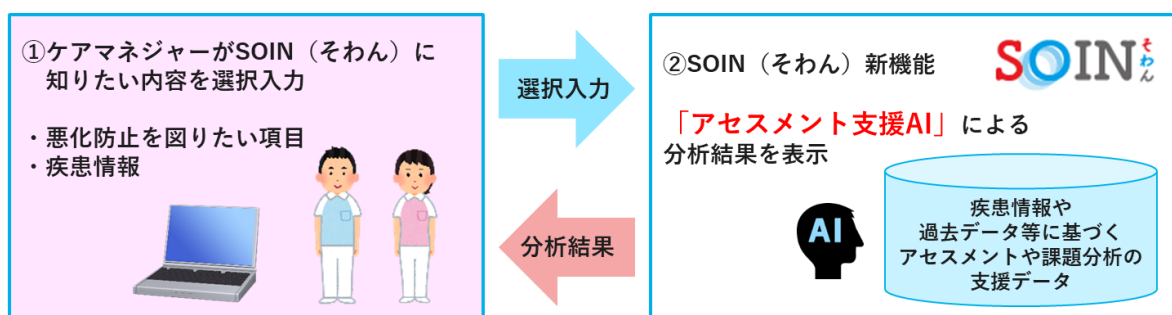 ①ケアマネジャーがSOIN（そわん）に
知りたい内容を選択入力
・悪化防止を図りたい項目
・疾患情報
選択入力
分析結果
②SOIN（そわん）新機能
SOIN そわん
「アセスメント支援AI」による
分析結果を表示
AI
疾患情報や
過去データ等に基づく
アセスメントや課題分析の
支援データ